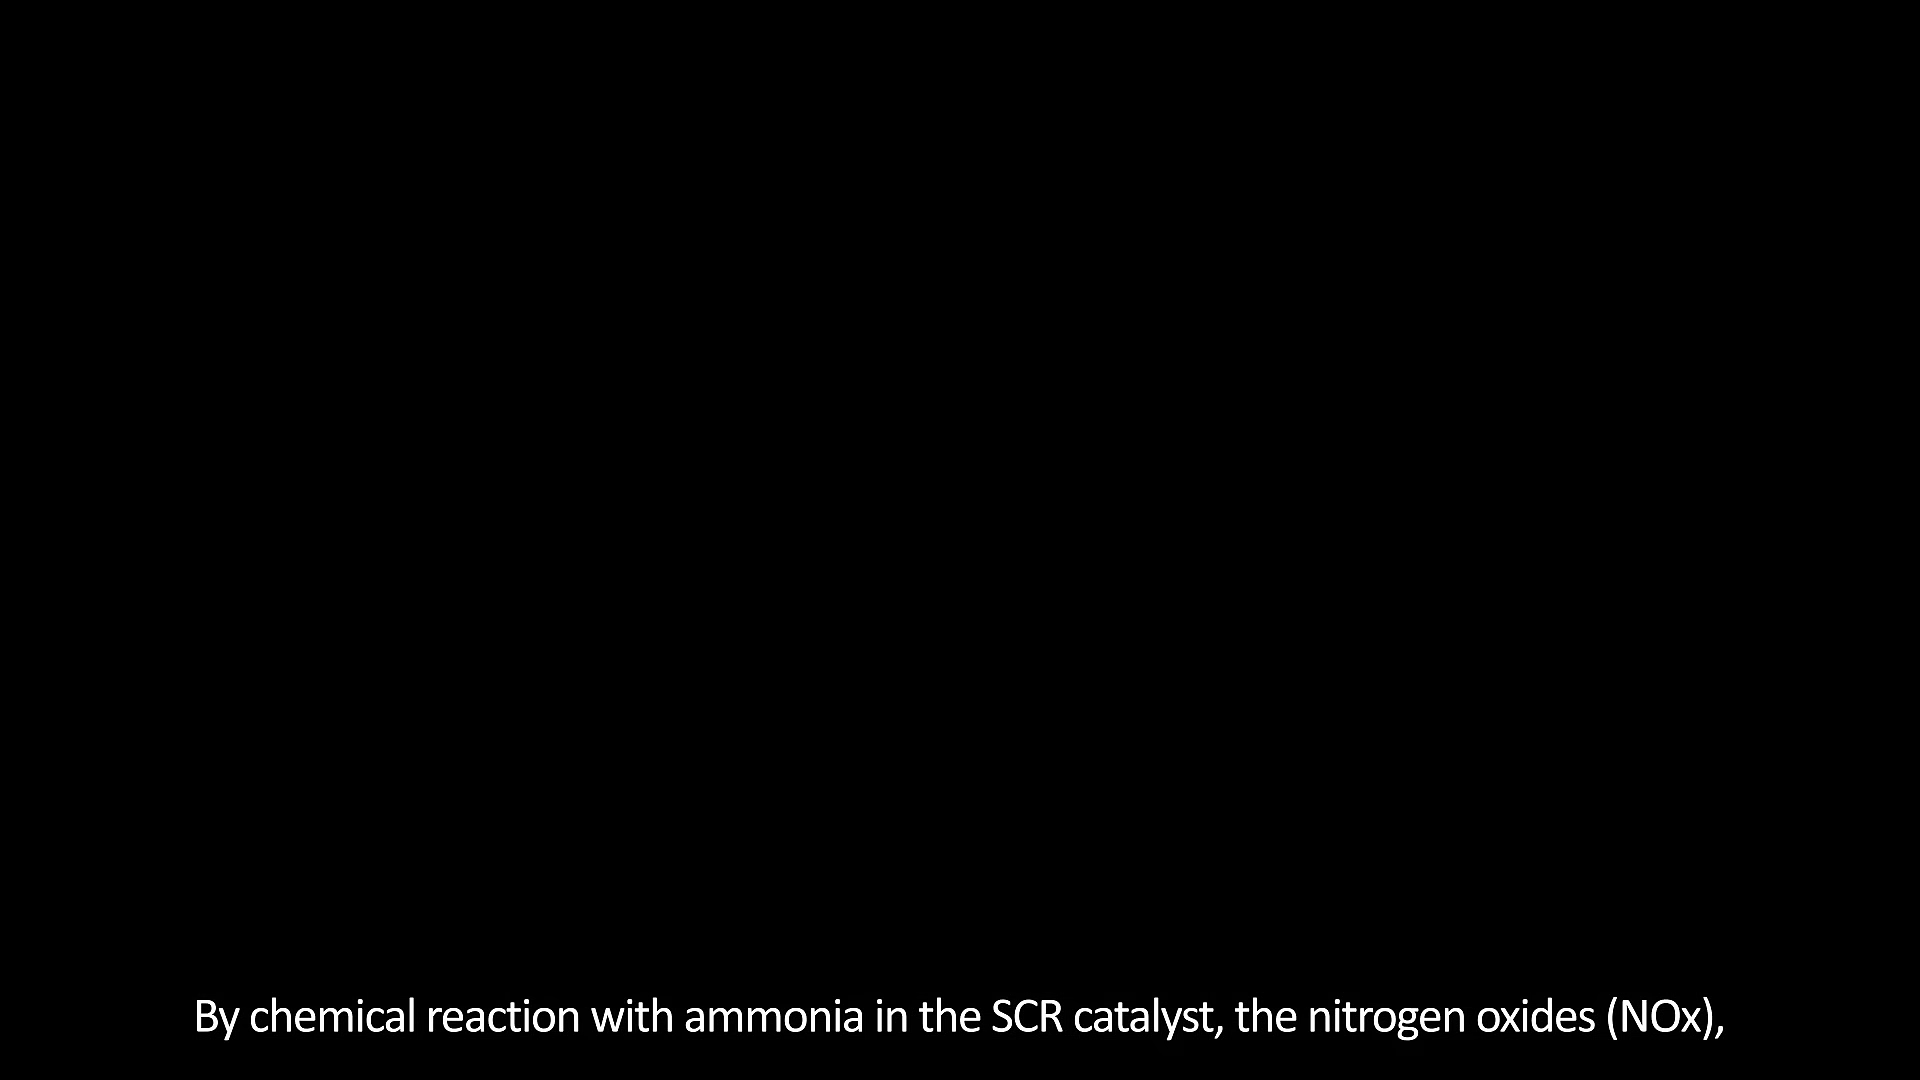 By chemical reaction with ammonia in the SCR catalyst, the nitrogen oxides (NOx),